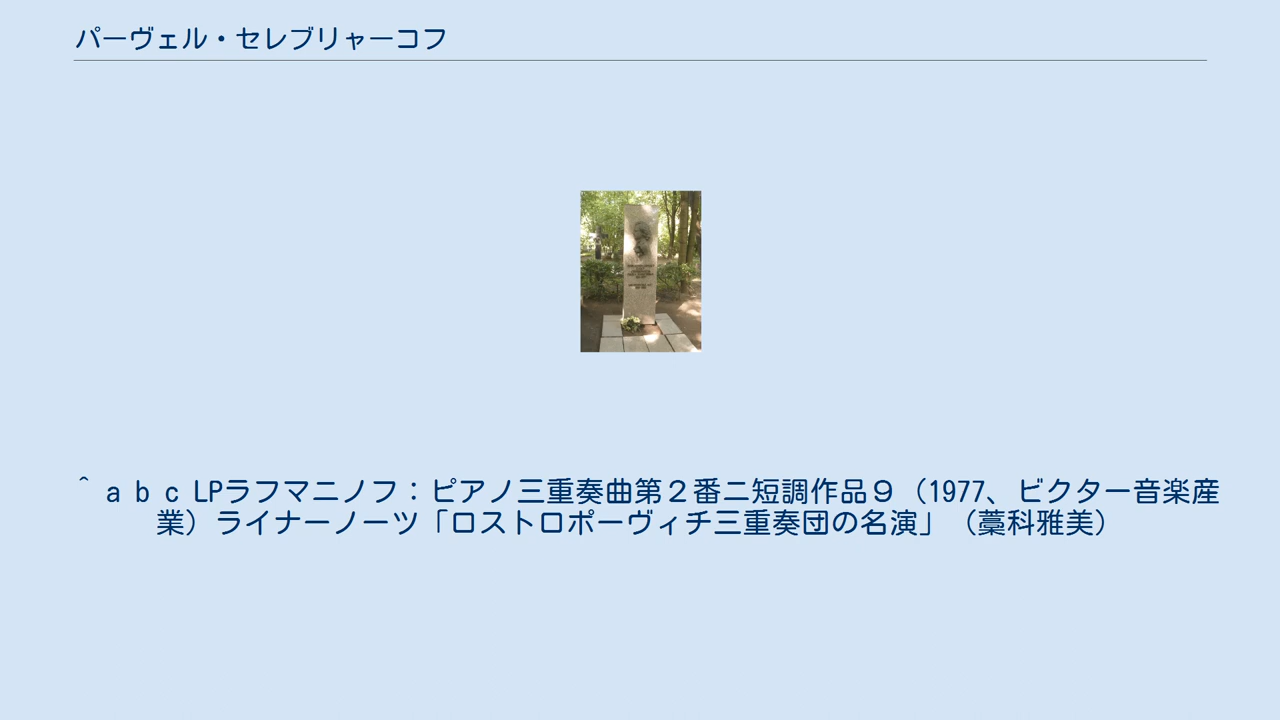 パーヴェル・セレブリャーコフ
^ a b c LPラフマニノフ：ピアノ三重奏曲第２番ニ短調作品９（1977、ビクター音楽産
業）ライナーノーツ「ロストロポーヴィチ三重奏団の名演」（藁科雅美）